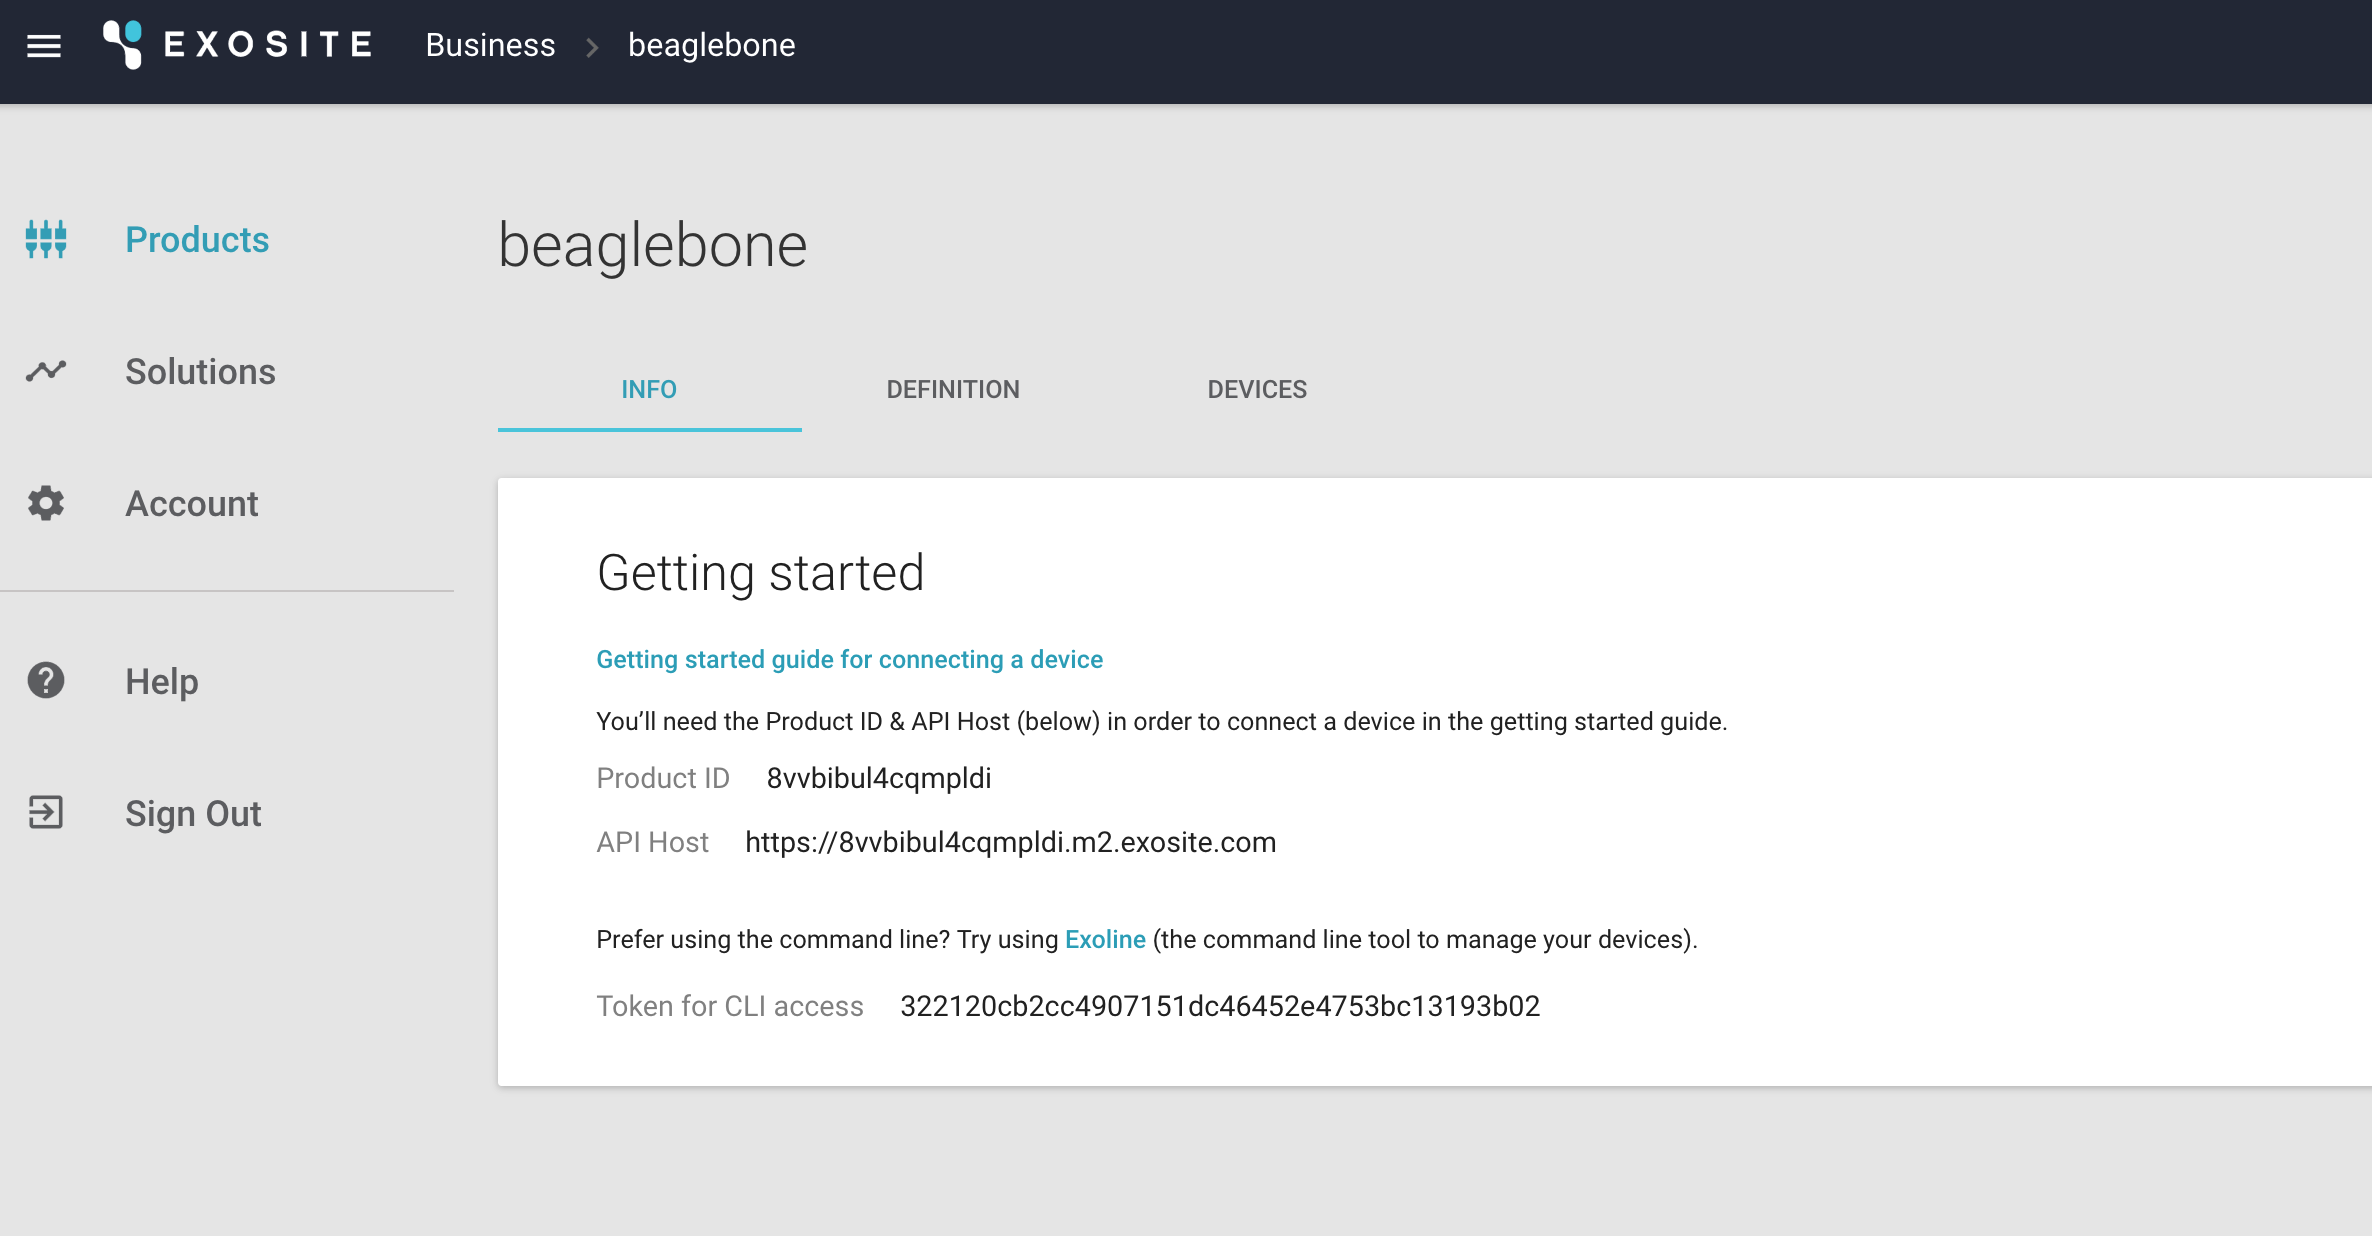 EXOSITE Business > beaglebone
Products
Solutions
Account
Help
Sign Out
beaglebone
INFO DEFINITION DEVICES
Getting started
Getting started guide for connecting a device
You’ll need the Product ID & API Host (below) in order to connect a device in the getting started guide.
Product ID 8vvbibul4cqmpldi
API Host https://8vvbibul4cqmpldi.m2.exosite.com
Prefer using the command line? Try using Exoline (the command line tool to manage your devices).
Token for CLI access 322120cb2cc4907151dc46452e4753bc13193b02